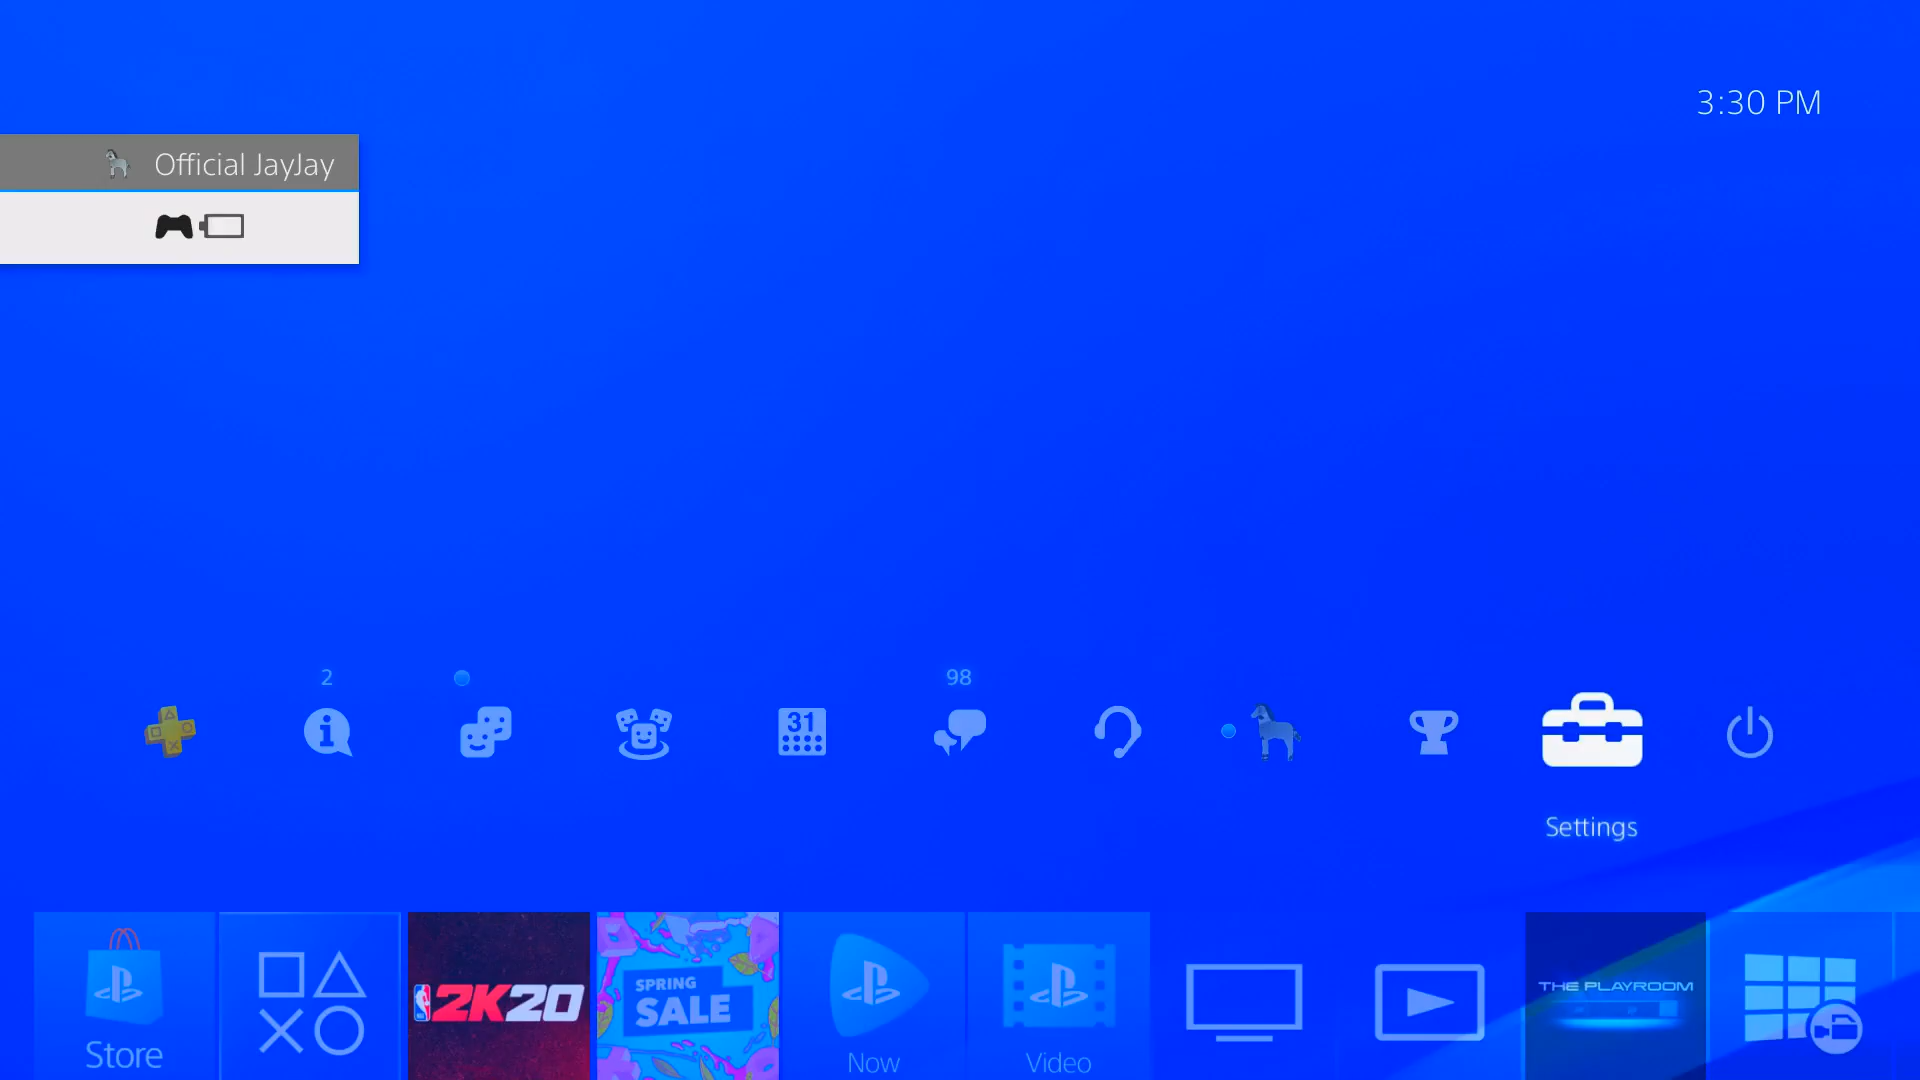 3:30 PM
Official JayJay
2
98
31
Settings
2K20
SPRING
SALE
THE PLAYROOM
Store
Now
Video